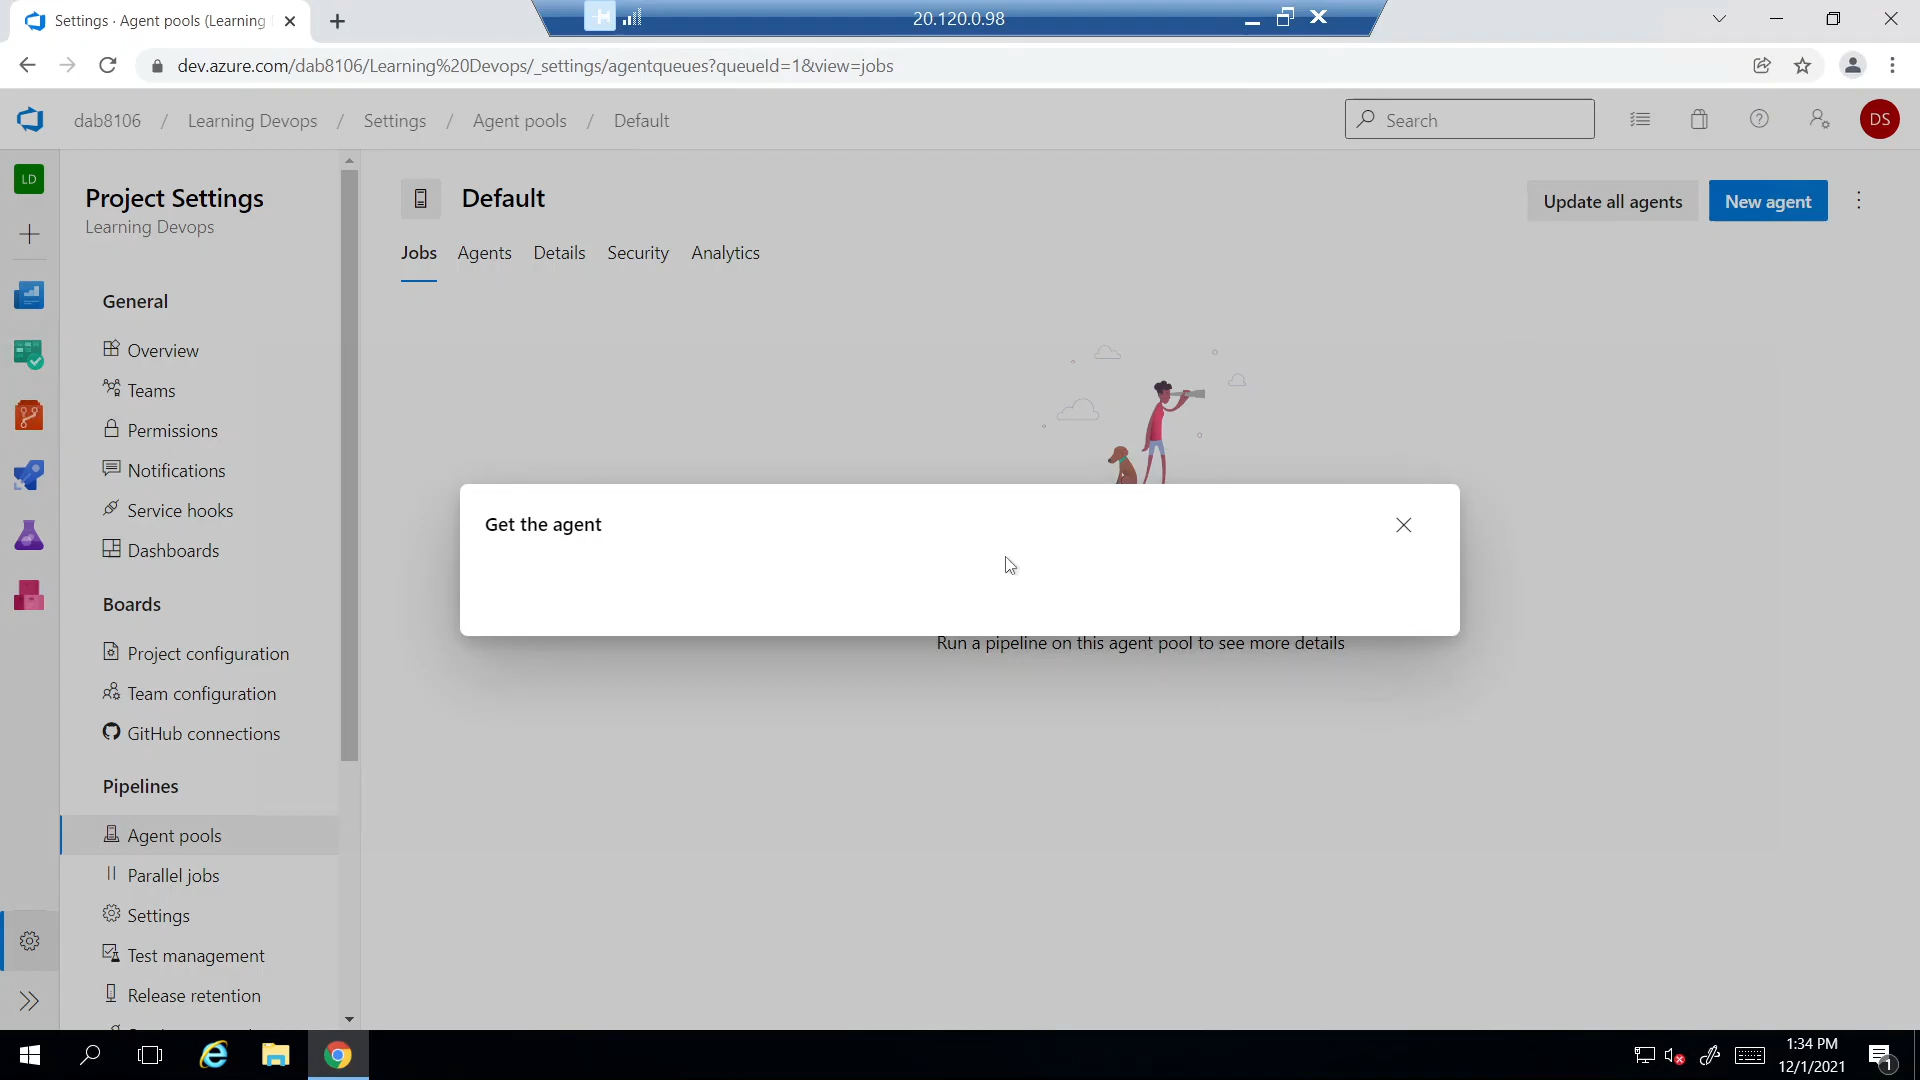 Settings · Agent pools (Learning
20.120.0.98
dev.azure.com/dab8106/Learning%20Devops/_settings/agentqueues?queueId=1&view=jobs
dab8106 / Learning Devops / Settings / Agent pools / Default
Search
DS
LD
Project Settings
Learning Devops
Default
Update all agents
New agent
Jobs
Agents
Details
Security
Analytics
General
Overview
Teams
Permissions
Notifications
Service hooks
Dashboards
Boards
Project configuration
Team configuration
GitHub connections
Pipelines
Agent pools
Parallel jobs
Settings
Test management
Release retention
Get the agent
Run a pipeline on this agent pool to see more details
1:34 PM
12/1/2021
1